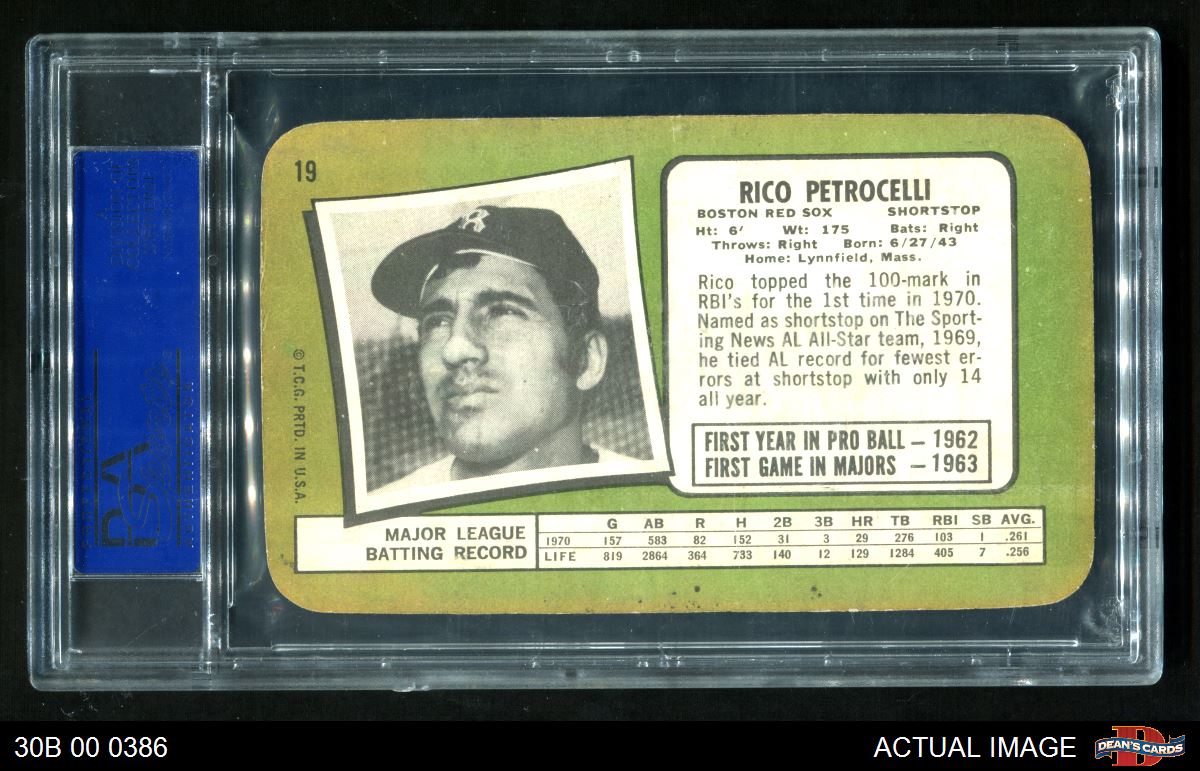 19
RICO PETROCELLI
BOSTON RED SOX SHORTSTOP
Ht: 6' Wt: 175 Bats: Right
Throws: Right Born: 6/27/43
Home: Lynnfield, Mass.
Rico topped the 100-mark in
RBI's for the 1st time in 1970.
Named as shortstop on The Sport-
ing News AL All-Star team, 1969,
he tied AL record for fewest er-
rors at shortstop with only 14
all year.
FIRST YEAR IN PRO BALL – 1962
FIRST GAME IN MAJORS – 1963
© T.C.G. PRTD. IN U.S.A.
MAJOR LEAGUE
BATTING RECORD
G AB R H 2B 3B HR TB RBI SB AVG.
1970 157 583 82 152 31 3 29 276 103 1 .261
LIFE 819 2864 364 733 140 12 129 1284 405 7 .256
R
PSA
30B 00 0386
ACTUAL IMAGE
D
DEAN'S CARDS